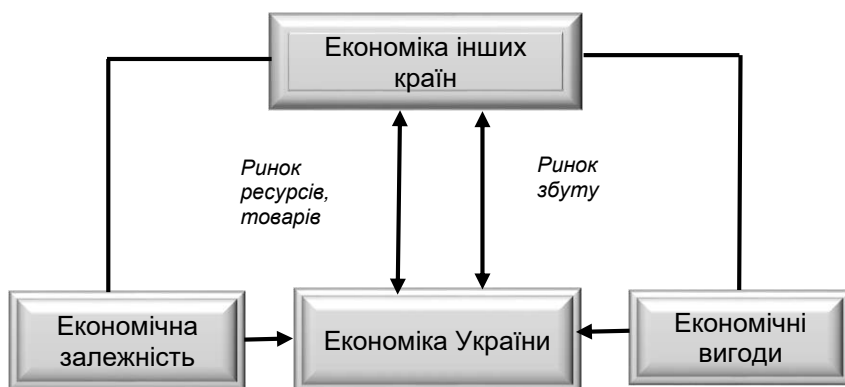 Економіка інших
країн
Ринок
ресурсів,
товарів
Ринок
збуту
Економічна
залежність
Економіка України
Економічні
вигоди